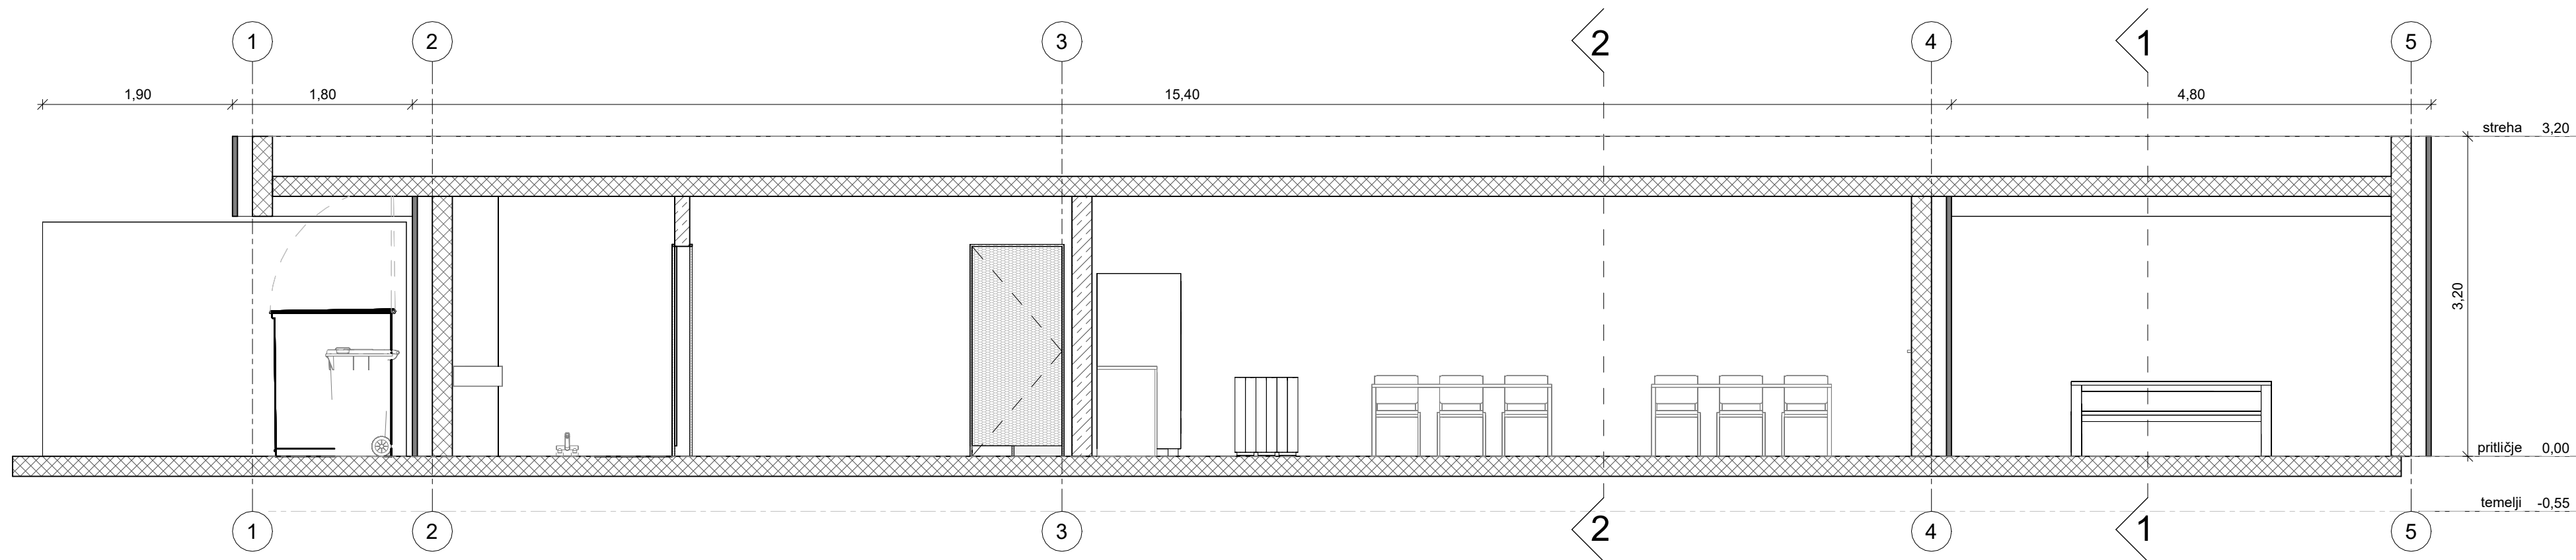 1 2 3 2 4 1 5
1,90 1,80 15,40 4,80
streha 3,20
3,20
pritličje 0,00
temelji -0,55
1 2 3 2 4 1 5